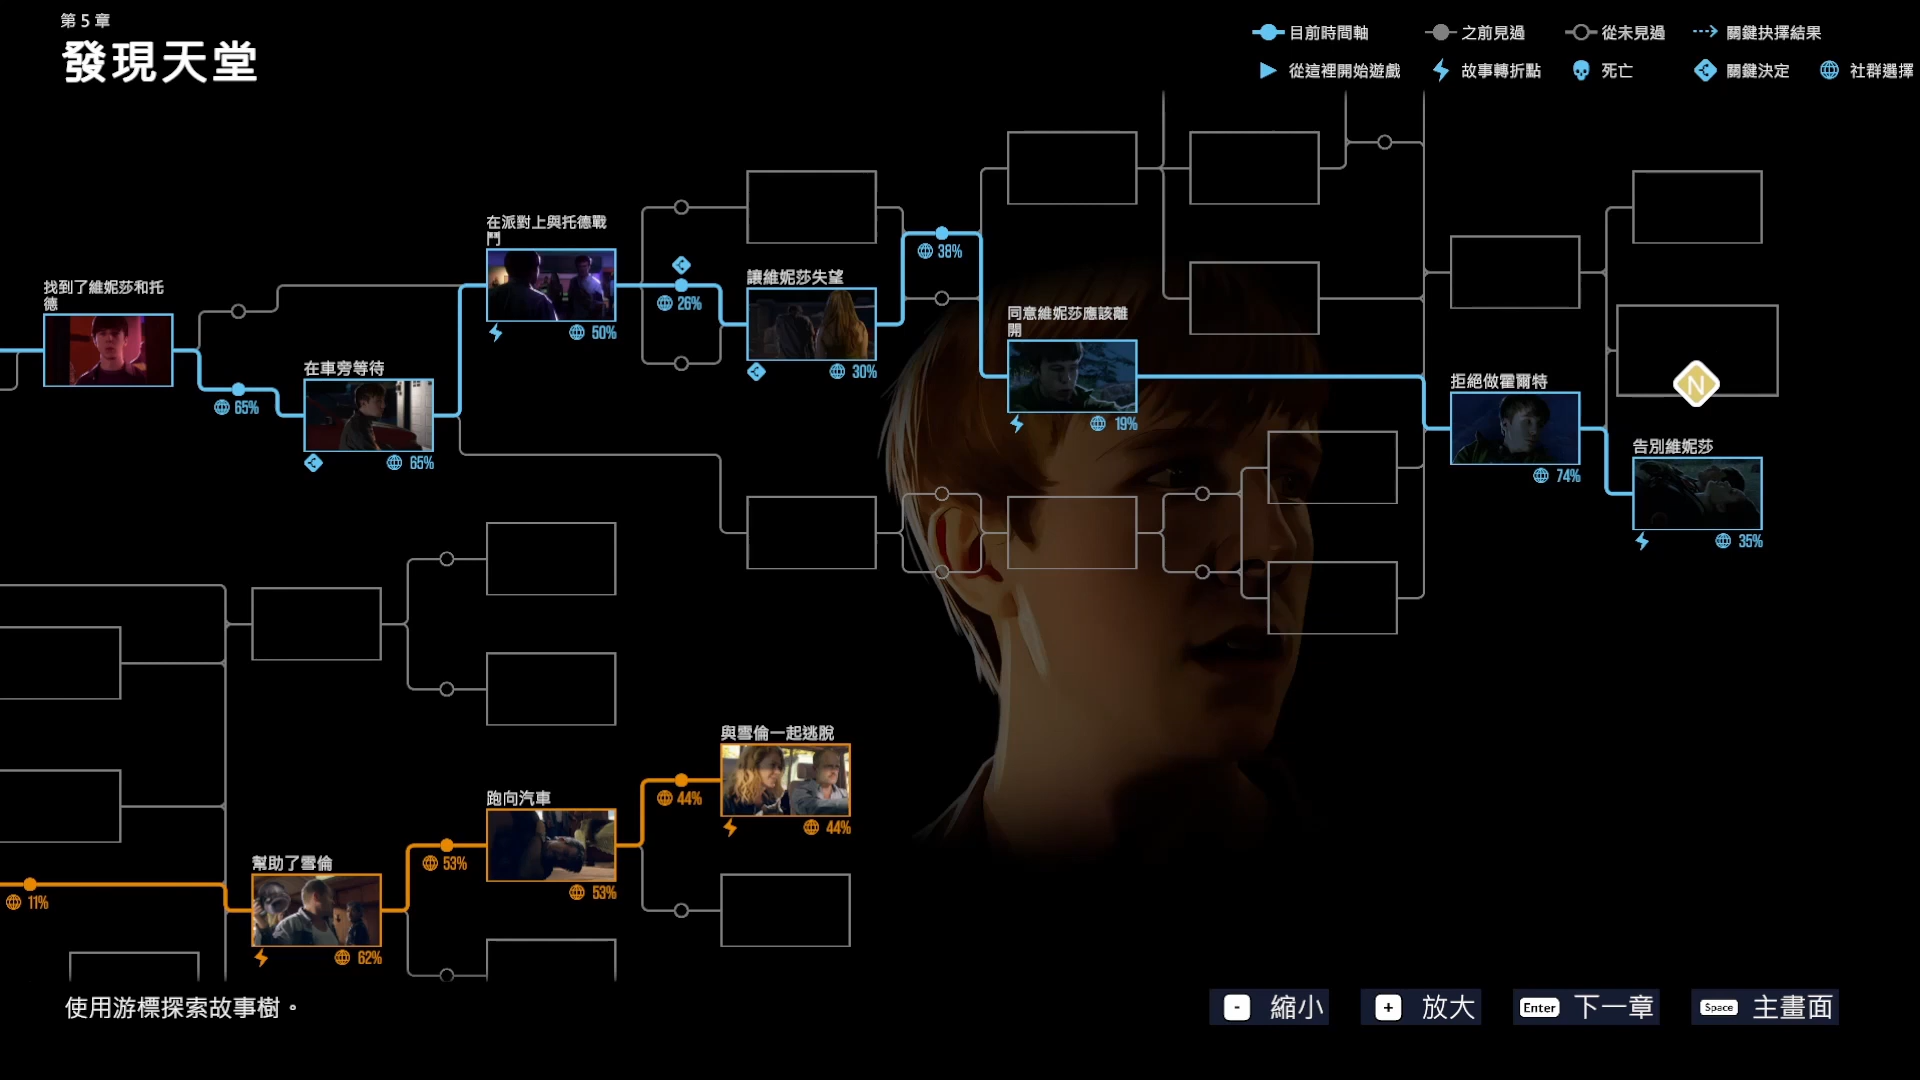 第 5 章
發現天堂
目前時間軸
之前見過
從未見過
關鍵抉擇結果
從這裡開始遊戲
故事轉折點
死亡
關鍵決定
社群選擇
找到了維妮莎和托
德
65%
在車旁等待
65%
在派對上與托德戰
鬥
50%
26%
讓維妮莎失望
30%
38%
同意維妮莎應該離
開
19%
拒絕做霍爾特
74%
N
告別維妮莎
35%
11%
幫助了雪倫
62%
53%
跑向汽車
53%
44%
與雪倫一起逃脫
44%
使用游標探索故事樹。
- 縮小
+ 放大
Enter 下一章
Space 主畫面